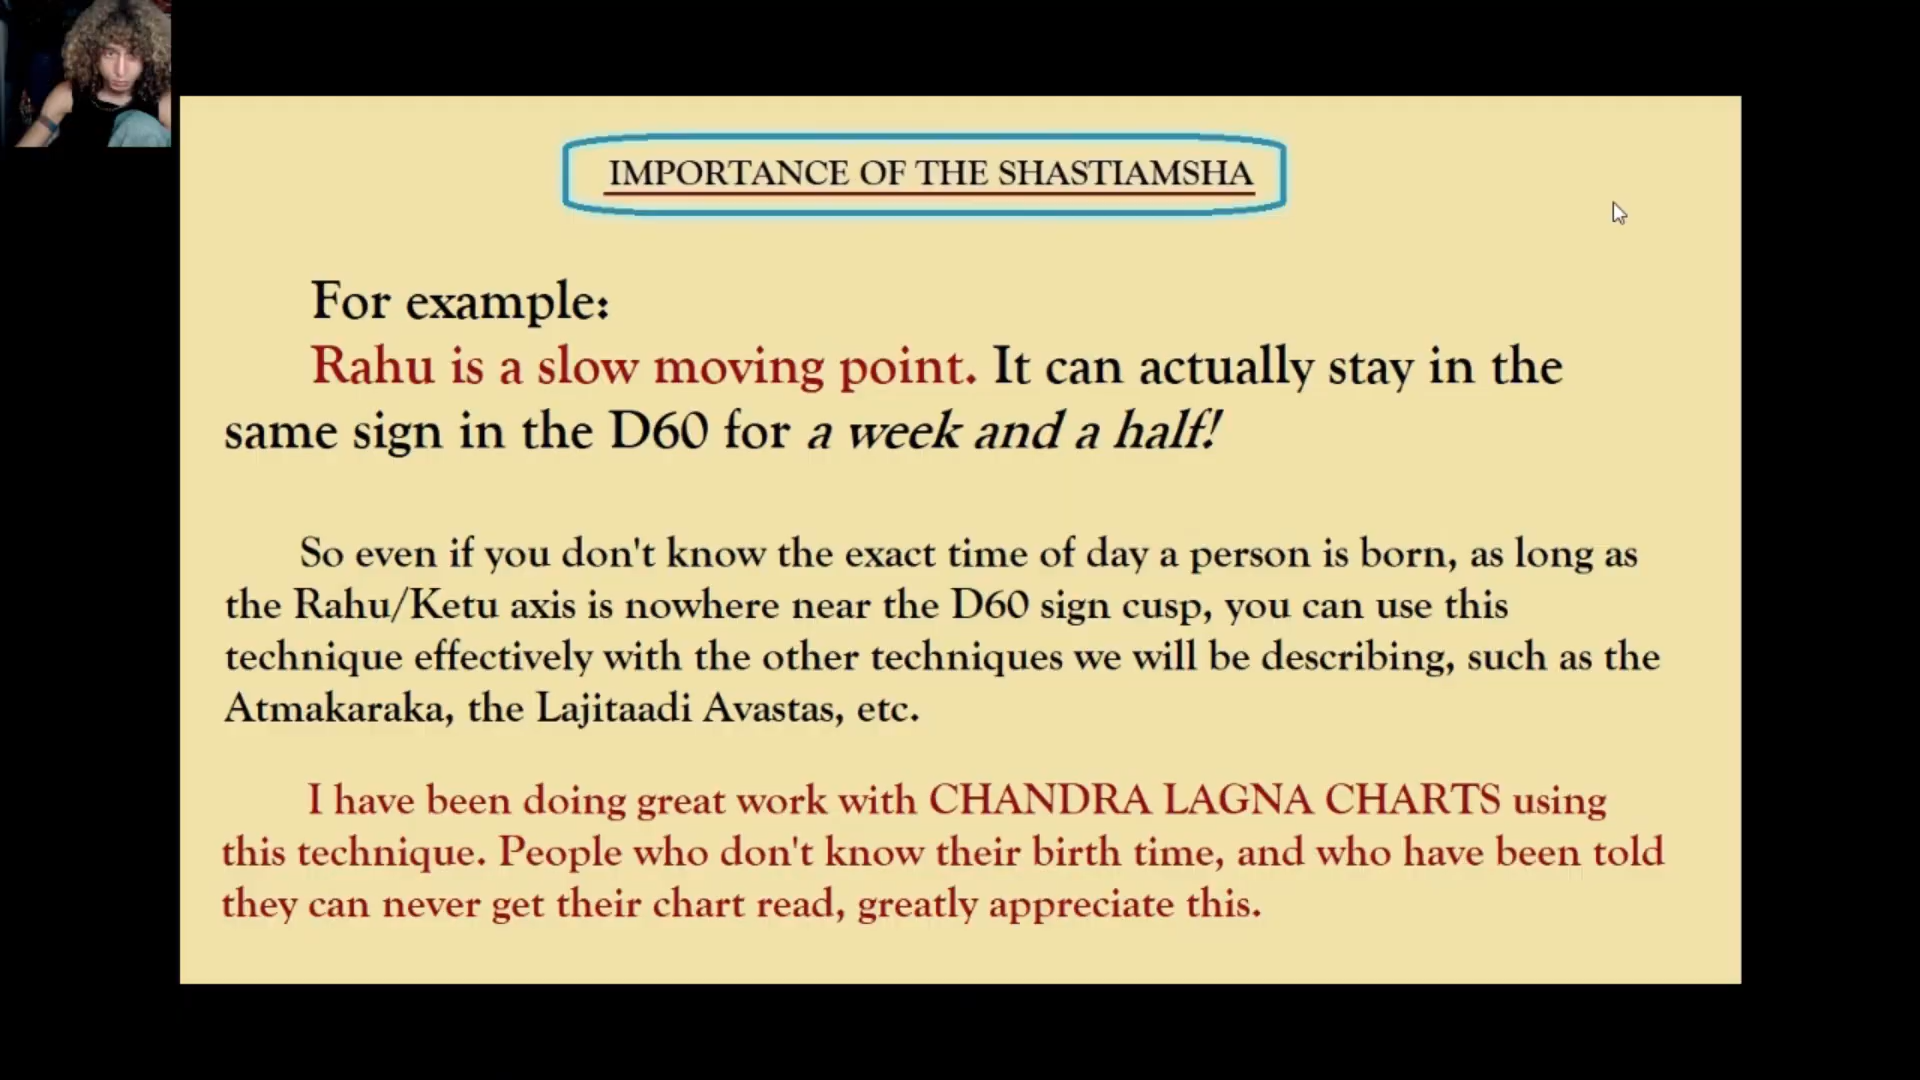 IMPORTANCE OF THE SHASTIAMSHA
For example:
Rahu is a slow moving point. It can actually stay in the
same sign in the D60 for a week and a half!
So even if you don't know the exact time of day a person is born, as long as
the Rahu/Ketu axis is nowhere near the D60 sign cusp, you can use this
technique effectively with the other techniques we will be describing, such as the
Atmakaraka, the Lajitaadi Avastas, etc.
I have been doing great work with CHANDRA LAGNA CHARTS using
this technique. People who don't know their birth time, and who have been told
they can never get their chart read, greatly appreciate this.